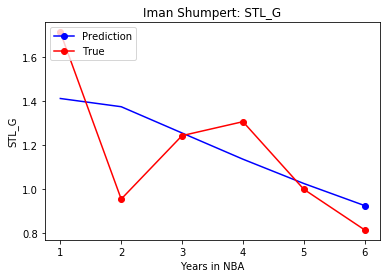 Iman Shumpert: STL_G
Prediction
True
STL_G
1.6
1.4
1.2
1.0
0.8
1 2 3 4 5 6
Years in NBA